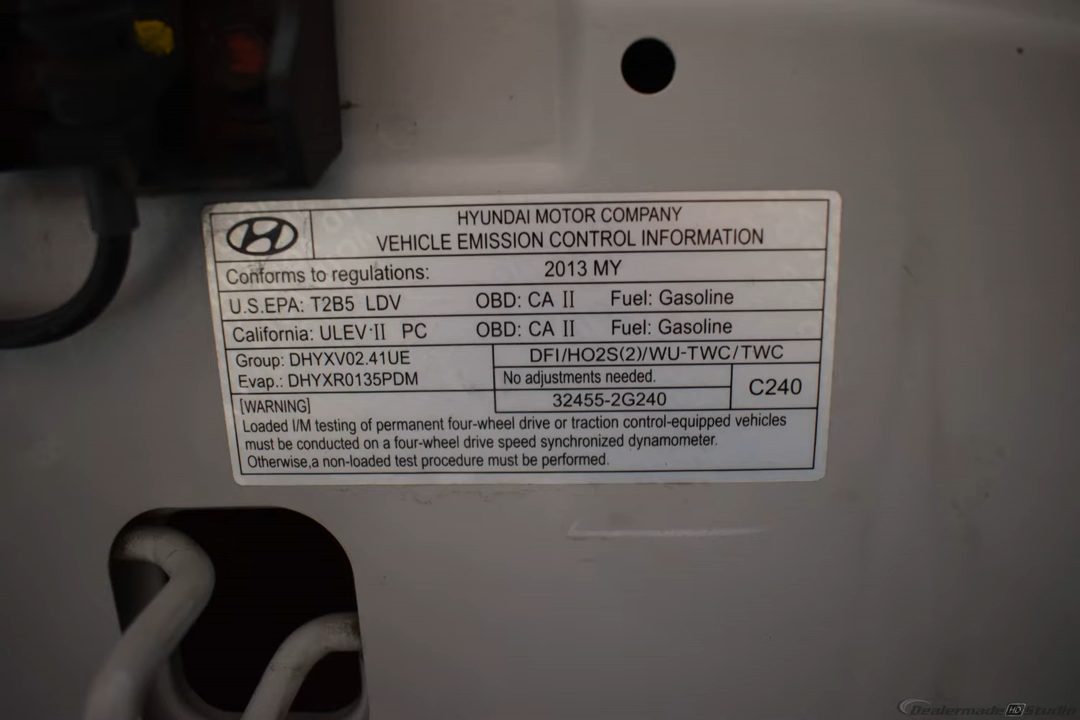 HYUNDAI MOTOR COMPANY
VEHICLE EMISSION CONTROL INFORMATION
Conforms to regulations: 2013 MY
U.S.EPA: T2B5 LDV OBD: CA II Fuel: Gasoline
California: ULEV·II PC OBD: CA II Fuel: Gasoline
Group: DHYXV02.41UE
Evap.: DHYXR0135PDM
DFI/HO2S(2)/WU-TWC/TWC
No adjustments needed.
32455-2G240
C240
[WARNING]
Loaded I/M testing of permanent four-wheel drive or traction control-equipped vehicles
must be conducted on a four-wheel drive speed synchronized dynamometer.
Otherwise,a non-loaded test procedure must be performed.
Dealermade HD Studio